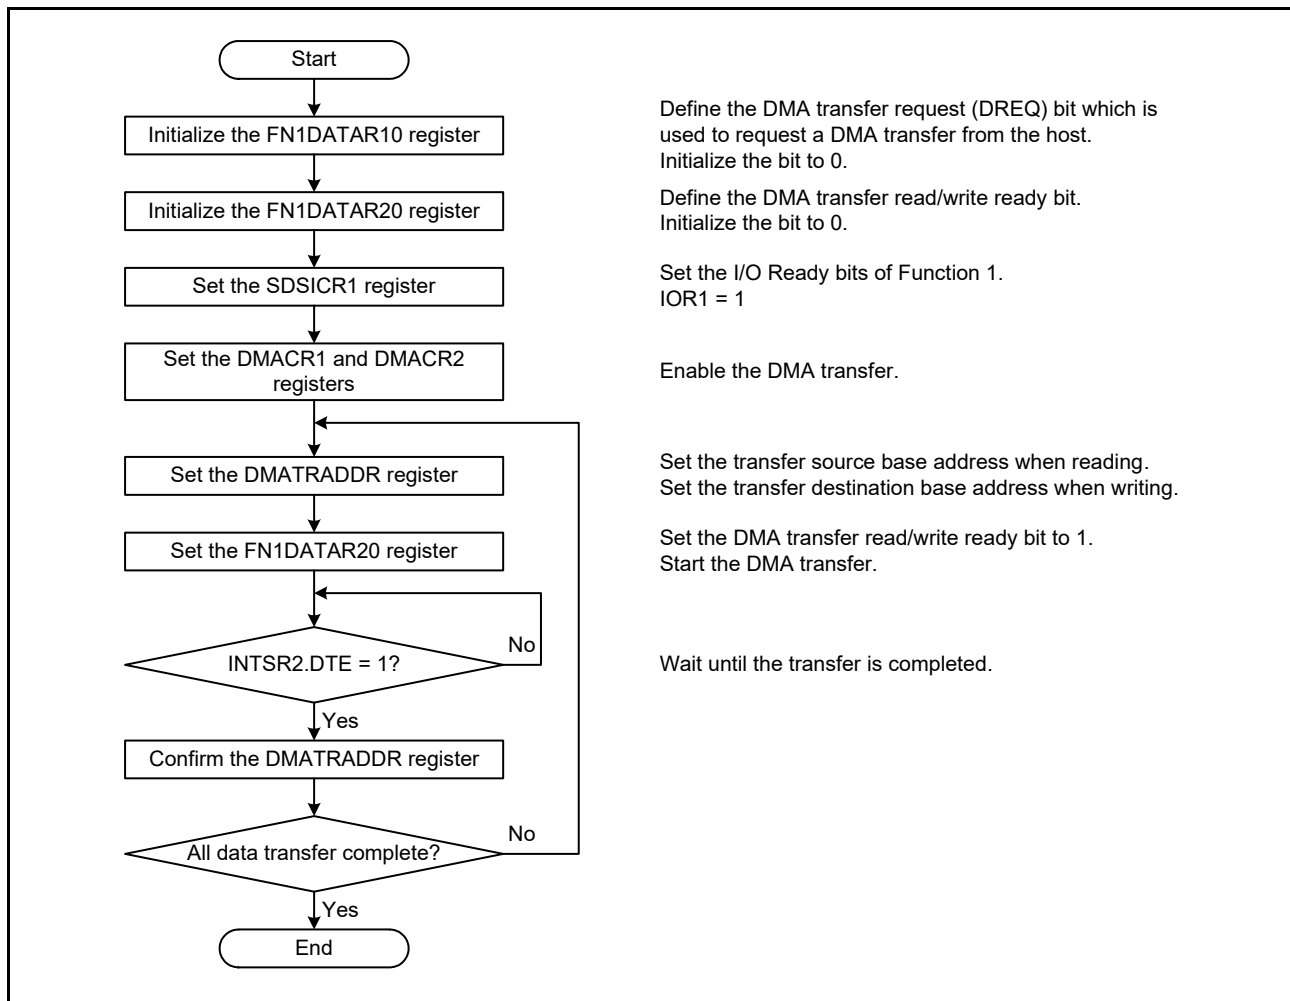 Start
Initialize the FN1DATAR10 register
Define the DMA transfer request (DREQ) bit which is
used to request a DMA transfer from the host.
Initialize the bit to 0.
Initialize the FN1DATAR20 register
Define the DMA transfer read/write ready bit.
Initialize the bit to 0.
Set the SDSICR1 register
Set the I/O Ready bits of Function 1.
IOR1 = 1
Set the DMACR1 and DMACR2
registers
Enable the DMA transfer.
Set the DMATRADDR register
Set the transfer source base address when reading.
Set the transfer destination base address when writing.
Set the FN1DATAR20 register
Set the DMA transfer read/write ready bit to 1.
Start the DMA transfer.
INTSR2.DTE = 1?
No
Wait until the transfer is completed.
Yes
Confirm the DMATRADDR register
All data transfer complete?
No
Yes
End